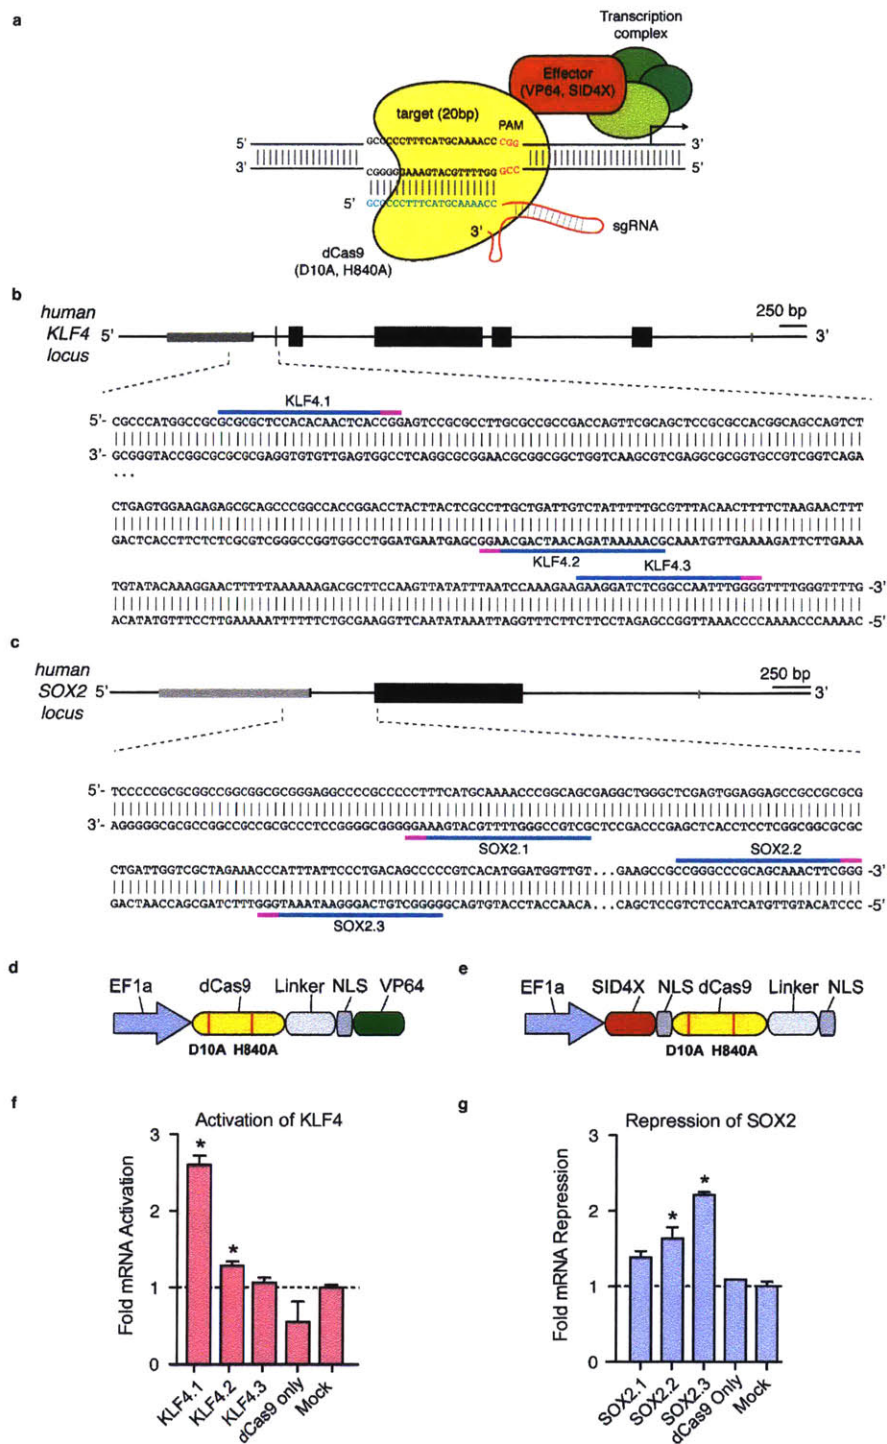 a
Transcription
complex
Effector
(VP64, SID4X)
target (20bp)
PAM
5'
3'
CGG
3'
5'
GCC
5'
3'
sgRNA
dCas9
(D10A, H840A)
b
human
KLF4
locus
5'
250 bp
3'
KLF4.1
5'- CGCCCATGGCCGCGCGCGCTCCACACAACTCACCGGAGTCCGCGCCTTGCGCCGCCGACCAGTTCGCAGCTCCGCGCCACGGCAGCCAGTCT
3'- GCGGGTACCGGCGCGCGCGAGGTGTGTTGAGTGGCCTCAGGCGCGGAACGCGGCGGCTGGTCAAGCGTCGAGGCGCGGTGCCGTCGGTCAGA
...
CTGAGTGGAAGAGAGCGCAGCCCGGCCACCGGACCTACTTACTCGCCTTGCTGATTGTCTATTTTTGCGTTTACAACTTTTCTAAGAACTTT
GACTCACCTTCTCTCGCGTCGGGCCGGTGGCCTGGATGAATGAGCGGAACGACTAACAGATAAAAACGCAAATGTTGAAAAGATTCTTGAAA
KLF4.2
KLF4.3
TGTATACAAAGGAACTTTTTAAAAAAGACGCTTCCAAGTTATATTTAATCCAAAGAAGAAGGATCTCGGCCAATTTGGGGTTTTGGGTTTTG -3'
ACATATGTTTCCTTGAAAAATTTTTTCTGCGAAGGTTCAATATAAATTAGGTTTCTTCTTCCTAGAGCCGGTTAAACCCCAAAACCCAAAAC -5'
c
human
SOX2
locus
5'
250 bp
3'
5'- TCCCCCGCGCGGCCGGCGGCGCGGGAGGCCCCGCCCCCTTTCATGCAAAACCCGGCAGCGAGGCTGGGCTCGAGTGGAGGAGCCGCCGCGCG
3'- AGGGGGCGCGCCGGCCGCCGCGCCCTCCGGGGCGGGGGAAAGTACGTTTTGGGCCGTCGCTCCGACCCGAGCTCACCTCCTCGGCGGCGCGC
SOX2.1
SOX2.2
CTGATTGGTCGCTAGAAACCCATTTATTCCCTGACAGCCCCCGTCACATGGATGGTTGT...GAAGCCGCCGGGCCCGCAGCAAACTTCGGG -3'
GACTAACCAGCGATCTTTGGGTAAATAAGGGACTGTCGGGGGCAGTGTACCTACCAACA...CAGCTCCGTCTCCATCATGTTGTACATCCC -5'
SOX2.3
d
EF1a
dCas9
Linker
NLS
VP64
D10A H840A
e
EF1a
SID4X
NLS
dCas9
Linker
NLS
D10A H840A
f
Activation of KLF4
Fold mRNA Activation
3
2
1
0
*
*
KLF4.1
KLF4.2
KLF4.3
dCas9 only
Mock
g
Repression of SOX2
Fold mRNA Repression
3
2
1
0
*
*
SOX2.1
SOX2.2
SOX2.3
dCas9 Only
Mock